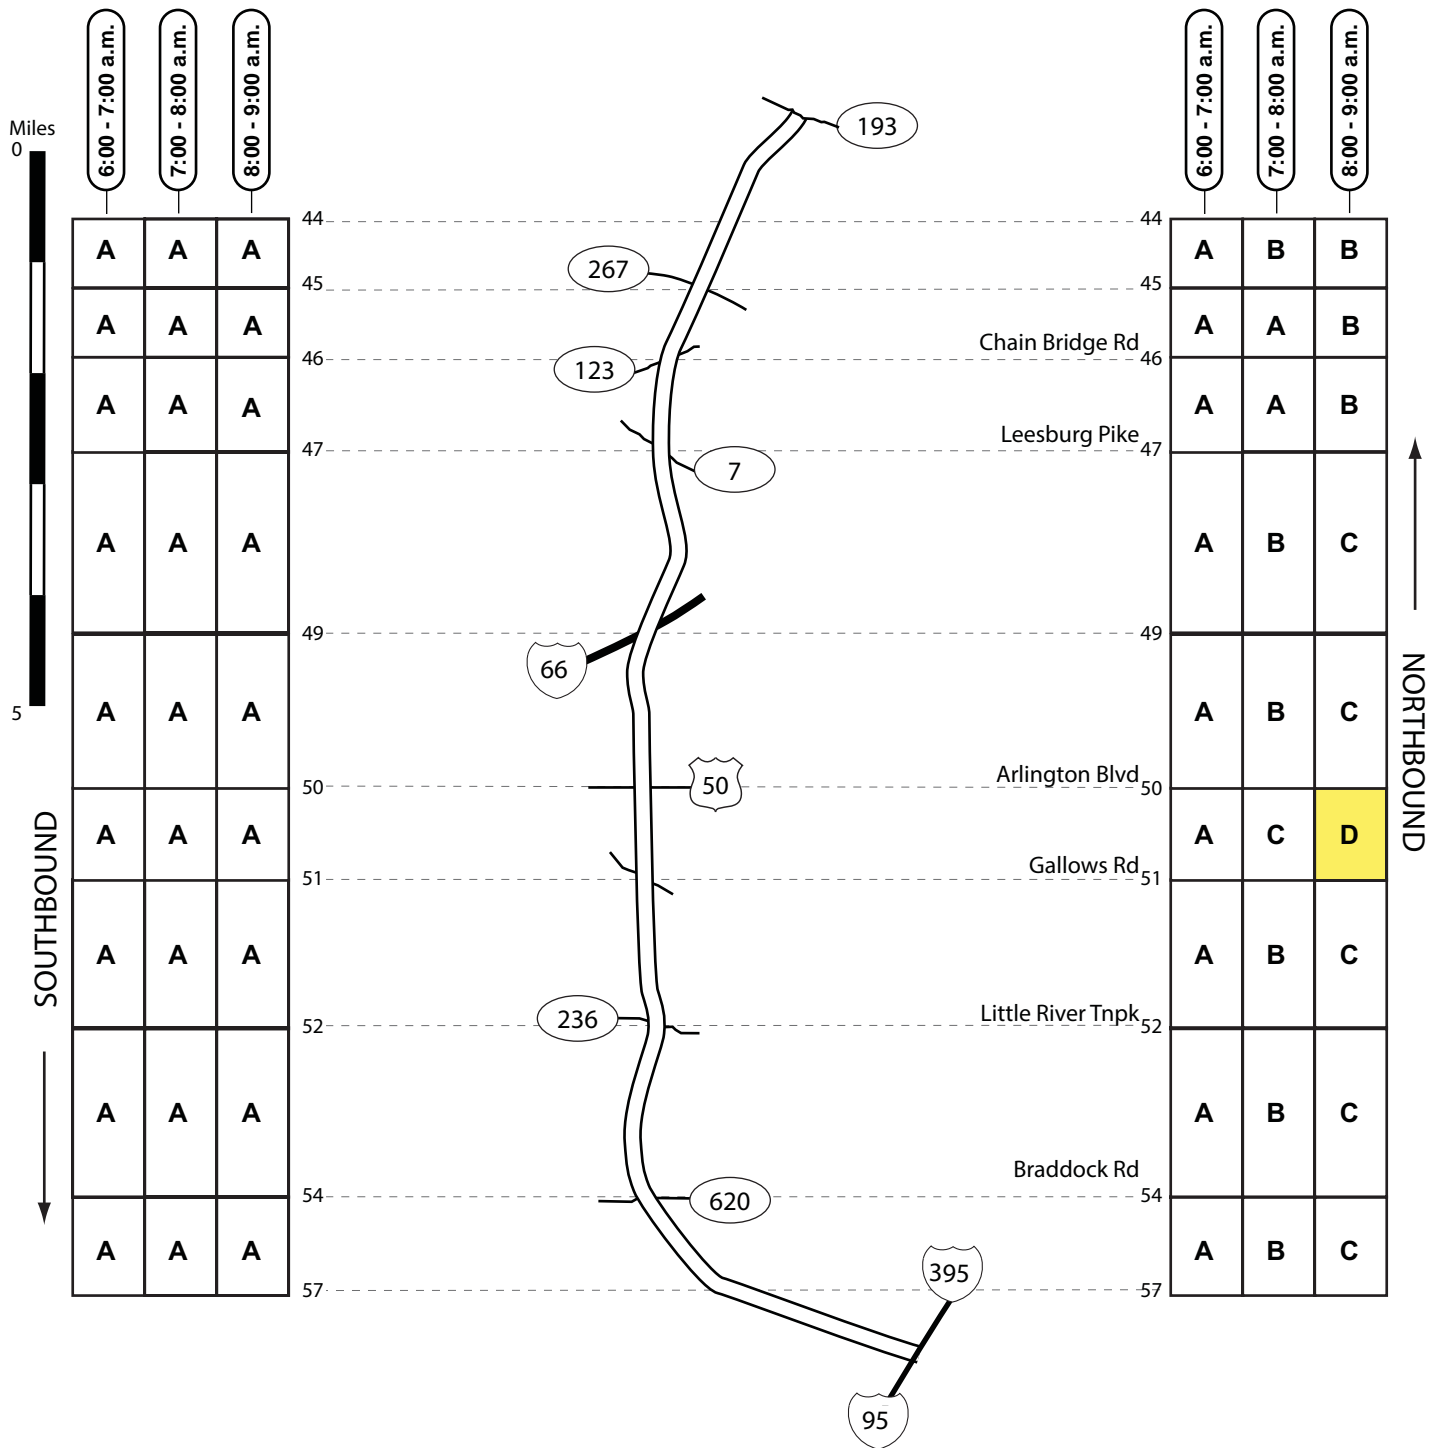 6:00 - 7:00 a.m. 7:00 - 8:00 a.m. 8:00 - 9:00 a.m. 6:00 - 7:00 a.m. 7:00 - 8:00 a.m. 8:00 - 9:00 a.m.
Miles
0
193
44 44
A A A A B B
267
45 45
A A A A A B
Chain Bridge Rd
46 46
123
A A A A A B
Leesburg Pike
47 47
7
A A A A B C
49 49
66
5
A A A A B C
NORTHBOUND
Arlington Blvd
50 50 50
A A A A C D
Gallows Rd
51 51
SOUTHBOUND
A A A A B C
Little River Tnpk
236
52 52
A A A A B C
Braddock Rd
54 54
620
A A A A B C
395
57 57
95